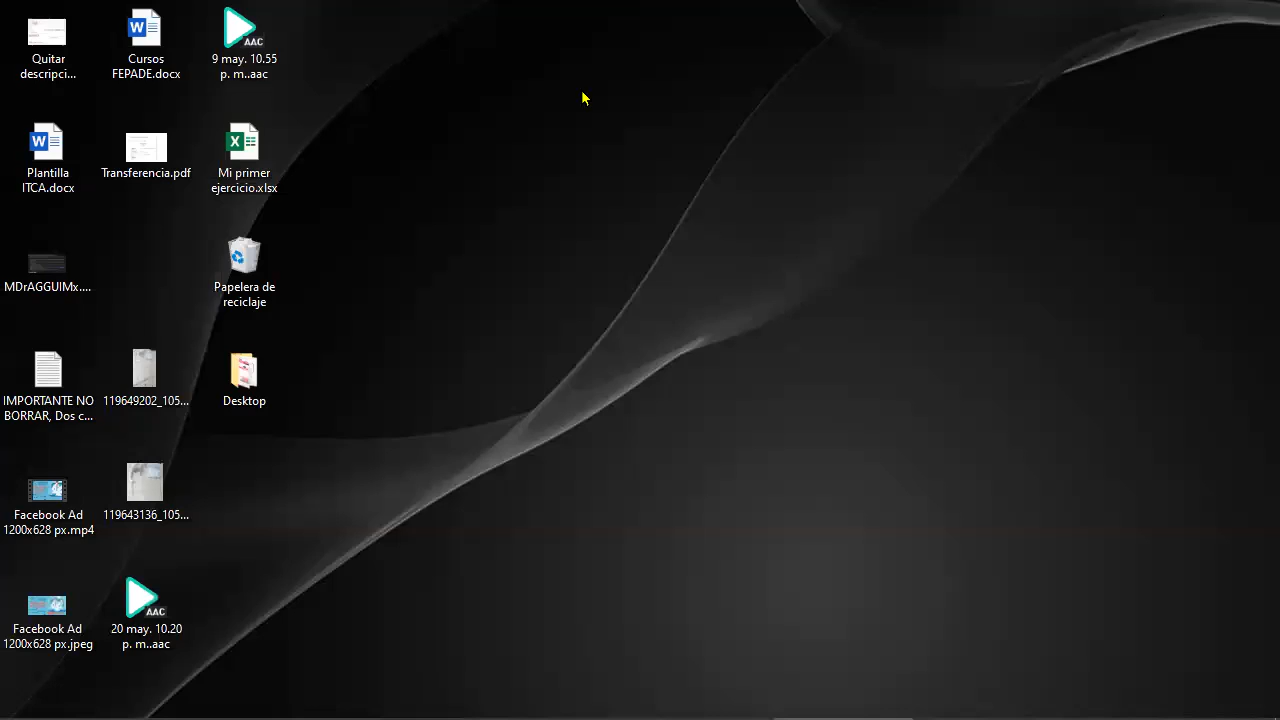 Quitar
descripci...
Cursos
FEPADE.docx
AAC
9 may. 10.55
p. m..aac
Plantilla
ITCA.docx
Transferencia.pdf
Mi primer
ejercicio.xlsx
MDrAGGUIMx....
Papelera de
reciclaje
IMPORTANTE NO
BORRAR, Dos c...
119649202_105...
Desktop
Facebook Ad
1200x628 px.mp4
119643136_105...
Facebook Ad
1200x628 px.jpeg
AAC
20 may. 10.20
p. m..aac